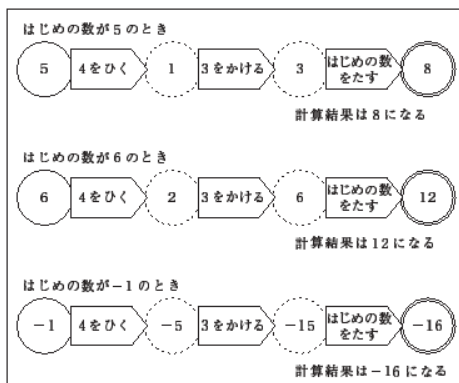 はじめの数が5のとき
5 4をひく 1 3をかける 3 はじめの数をたす 8
計算結果は8になる
はじめの数が6のとき
6 4をひく 2 3をかける 6 はじめの数をたす 12
計算結果は12になる
はじめの数が−1のとき
−1 4をひく −5 3をかける −15 はじめの数をたす −16
計算結果は−16になる